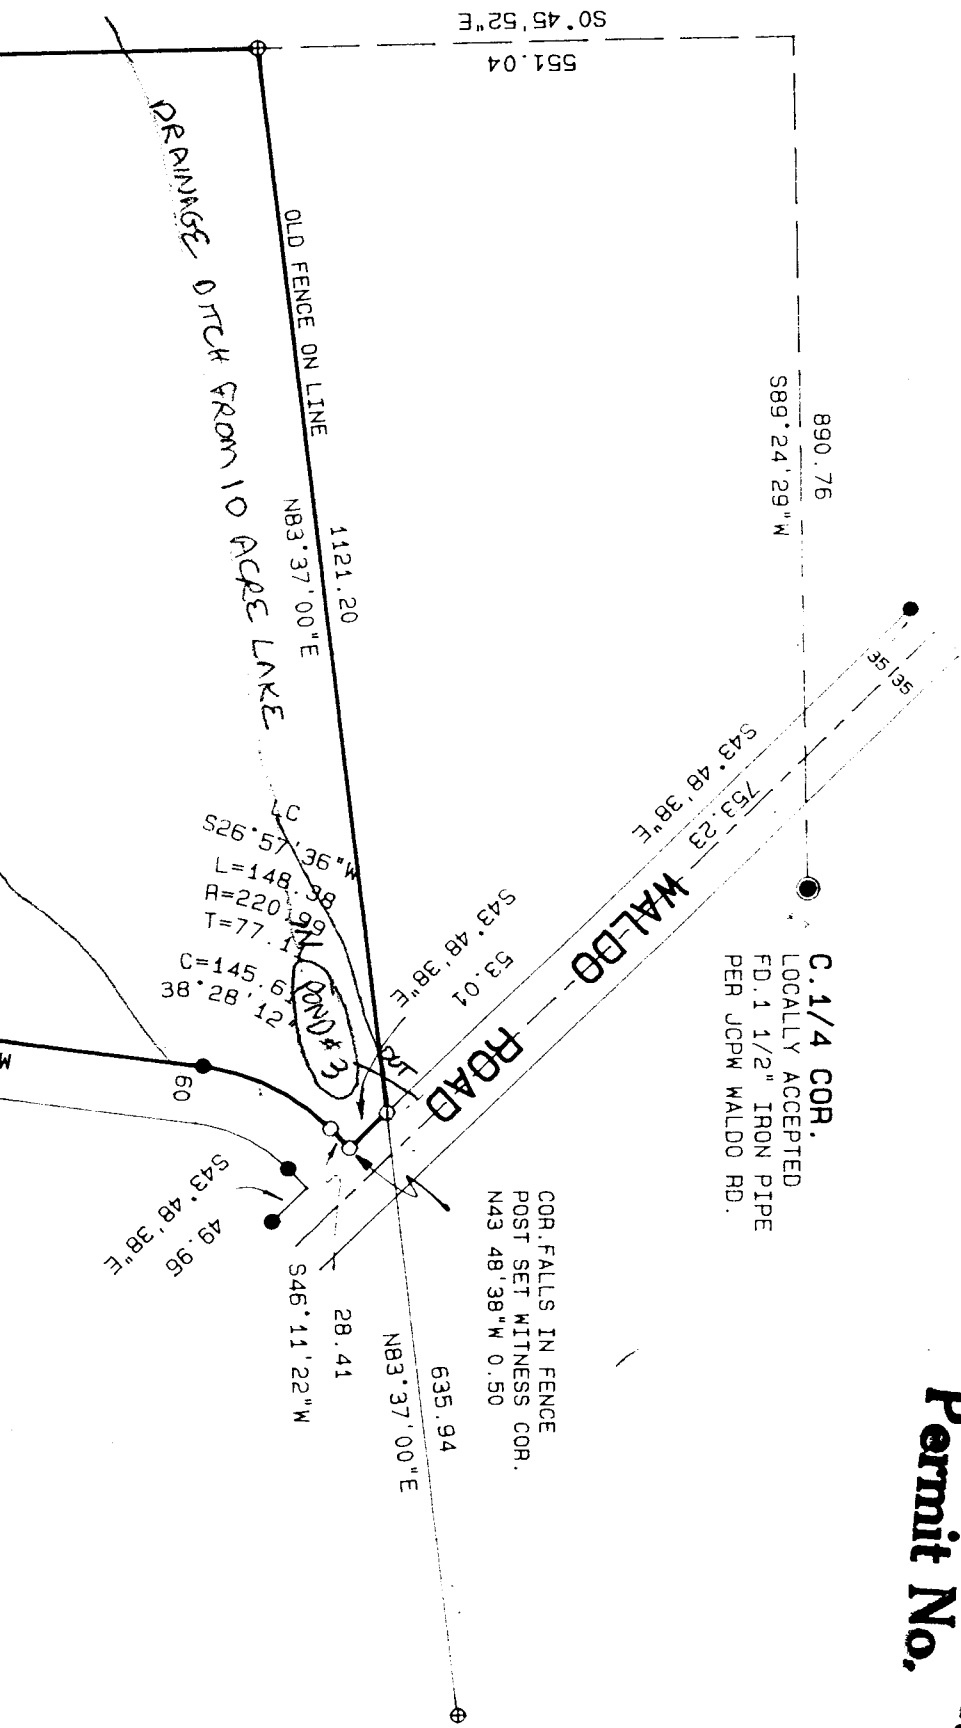 S0°45'52"E
551.04
890.76
S89°24'29"W
35 35
C.1/4 COR.
LOCALLY ACCEPTED
FD.1 1/2" IRON PIPE
PER JCPW WALDO RD.
S43°48'38"E
753.23
WALDO ROAD
S43°48'38"E
53.01
OLD FENCE ON LINE
1121.20
N83°37'00"E
DRAINAGE DITCH FROM 10 ACRE LAKE
LC
S26°57'36"W
L=148.38
R=220.99
T=77.1
C=145.6
38°28'12"
IN
POND #3
OUT
60
COR.FALLS IN FENCE
POST SET WITNESS COR.
N43 48'38"W 0.50
635.94
N83°37'00"E
28.41
S46°11'22"W
S43°48'38"E
49.96
Permit No.